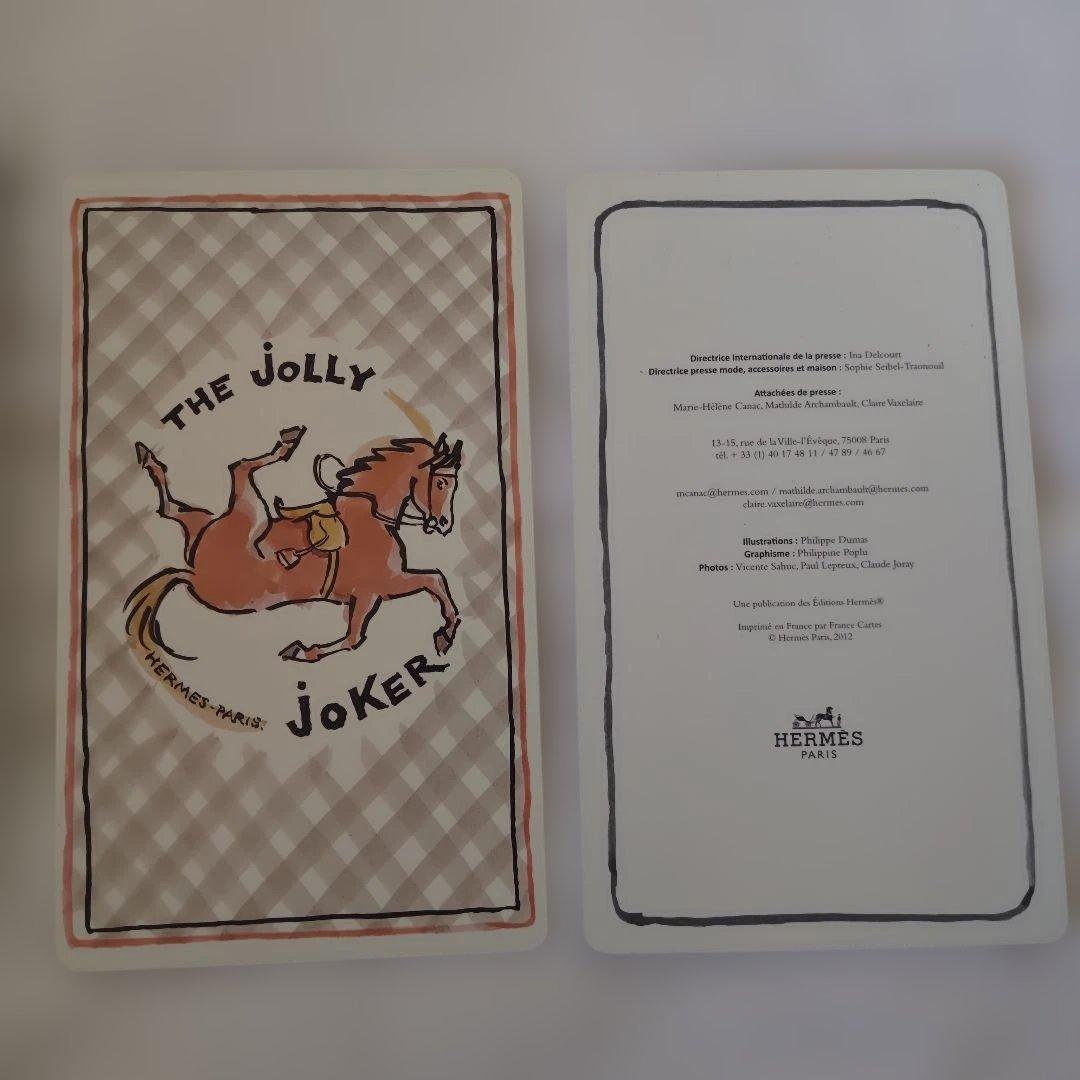 THE JOLLY
JOKER
HERMES-PARIS.
Directrice Internationale de la presse : Ina Delcourt
Directrice presse mode, accessoires et maison : Sophie Seibel-Traonouil
Attachées de presse :
Marie-Hélène Canac, Mathilde Archambault, Claire Vaxelaire
13-15, rue de la Ville-l'Évêque, 75008 Paris
tél. + 33 (1) 40 17 48 11 / 47 89 / 46 67
mcanac@hermes.com / mathilde.archambault@hermes.com
claire.vaxelaire@hermes.com
Illustrations : Philippe Dumas
Graphisme : Philippine Poplu
Photos : Vicente Sahuc, Paul Lepreux, Claude Joray
Une publication des Éditions Hermès®
Imprimé en France par France Cartes
© Hermès Paris, 2012
HERMÈS
PARIS